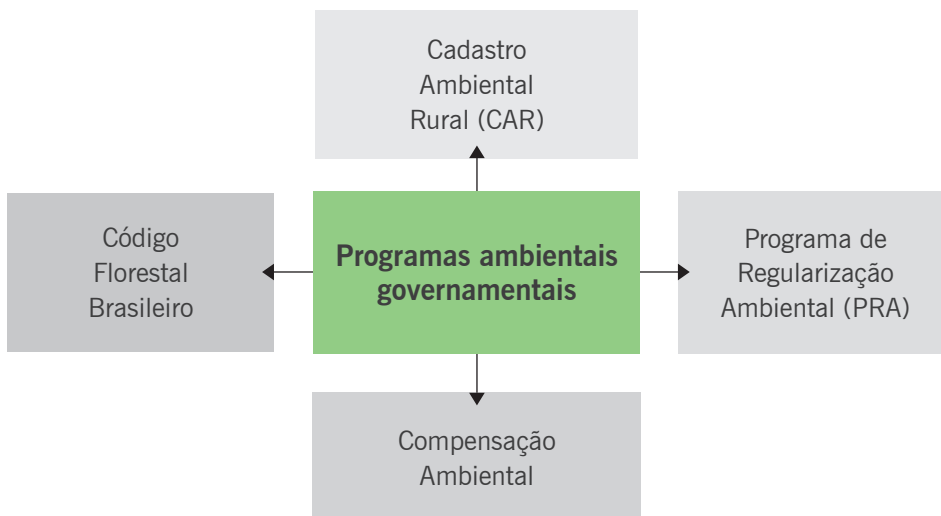 Cadastro
Ambiental
Rural (CAR)
Código
Florestal
Brasileiro
Programas ambientais
governamentais
Programa de
Regularização
Ambiental (PRA)
Compensação
Ambiental